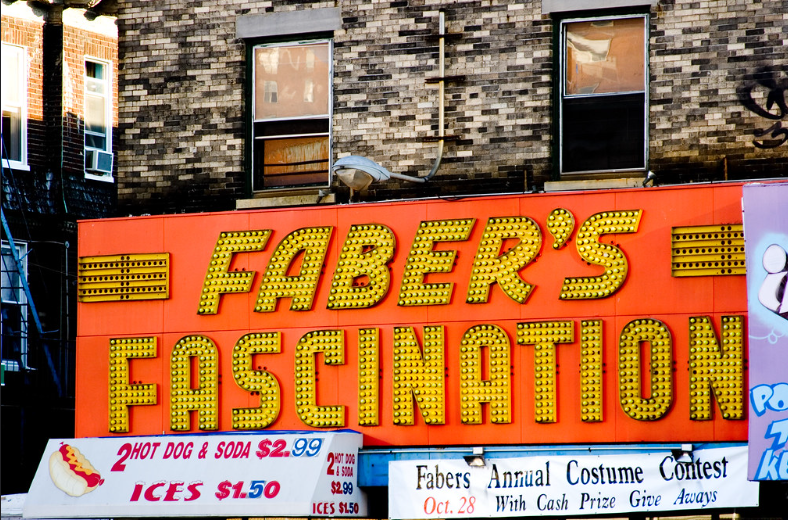 FABER'S
FASCINATION
2 HOT DOG & SODA $2.99
ICES $1.50
2 HOT DOG
& SODA
$2.99
ICES $1.50
Fabers Annual Costume Contest
Oct. 28 With Cash Prize Give Aways